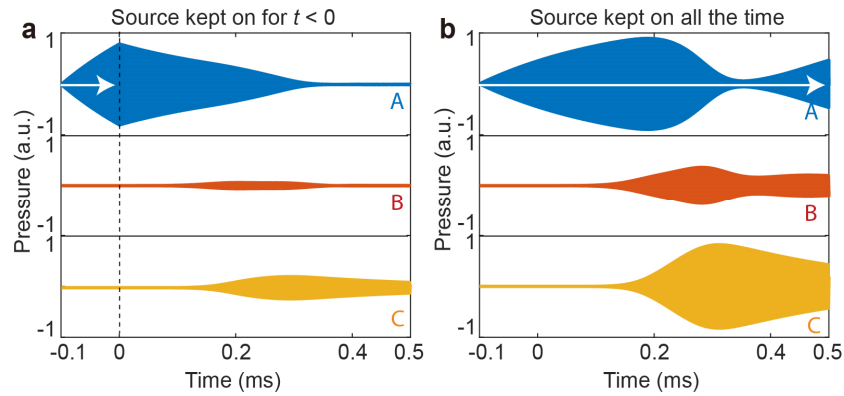 a
Source kept on for t < 0
1
A
-1
1
B
-1
1
C
-1
Pressure (a.u.)
-0.1 0 0.2 0.4 0.5
Time (ms)
b
Source kept on all the time
1
A
-1
1
B
-1
1
C
-1
Pressure (a.u.)
-0.1 0 0.2 0.4 0.5
Time (ms)